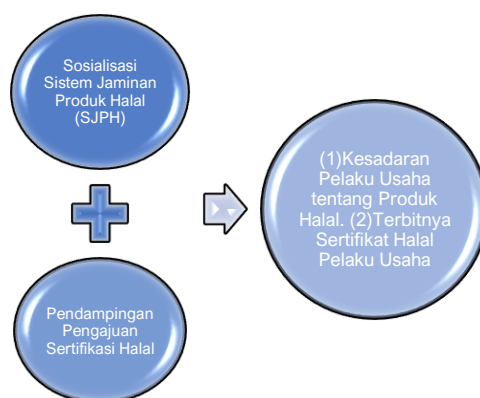 Sosialisasi
Sistem Jaminan
Produk Halal
(SJPH)
Pendampingan
Pengajuan
Sertifikasi Halal
(1)Kesadaran
Pelaku Usaha
tentang Produk
Halal. (2)Terbitnya
Sertifikat Halal
Pelaku Usaha